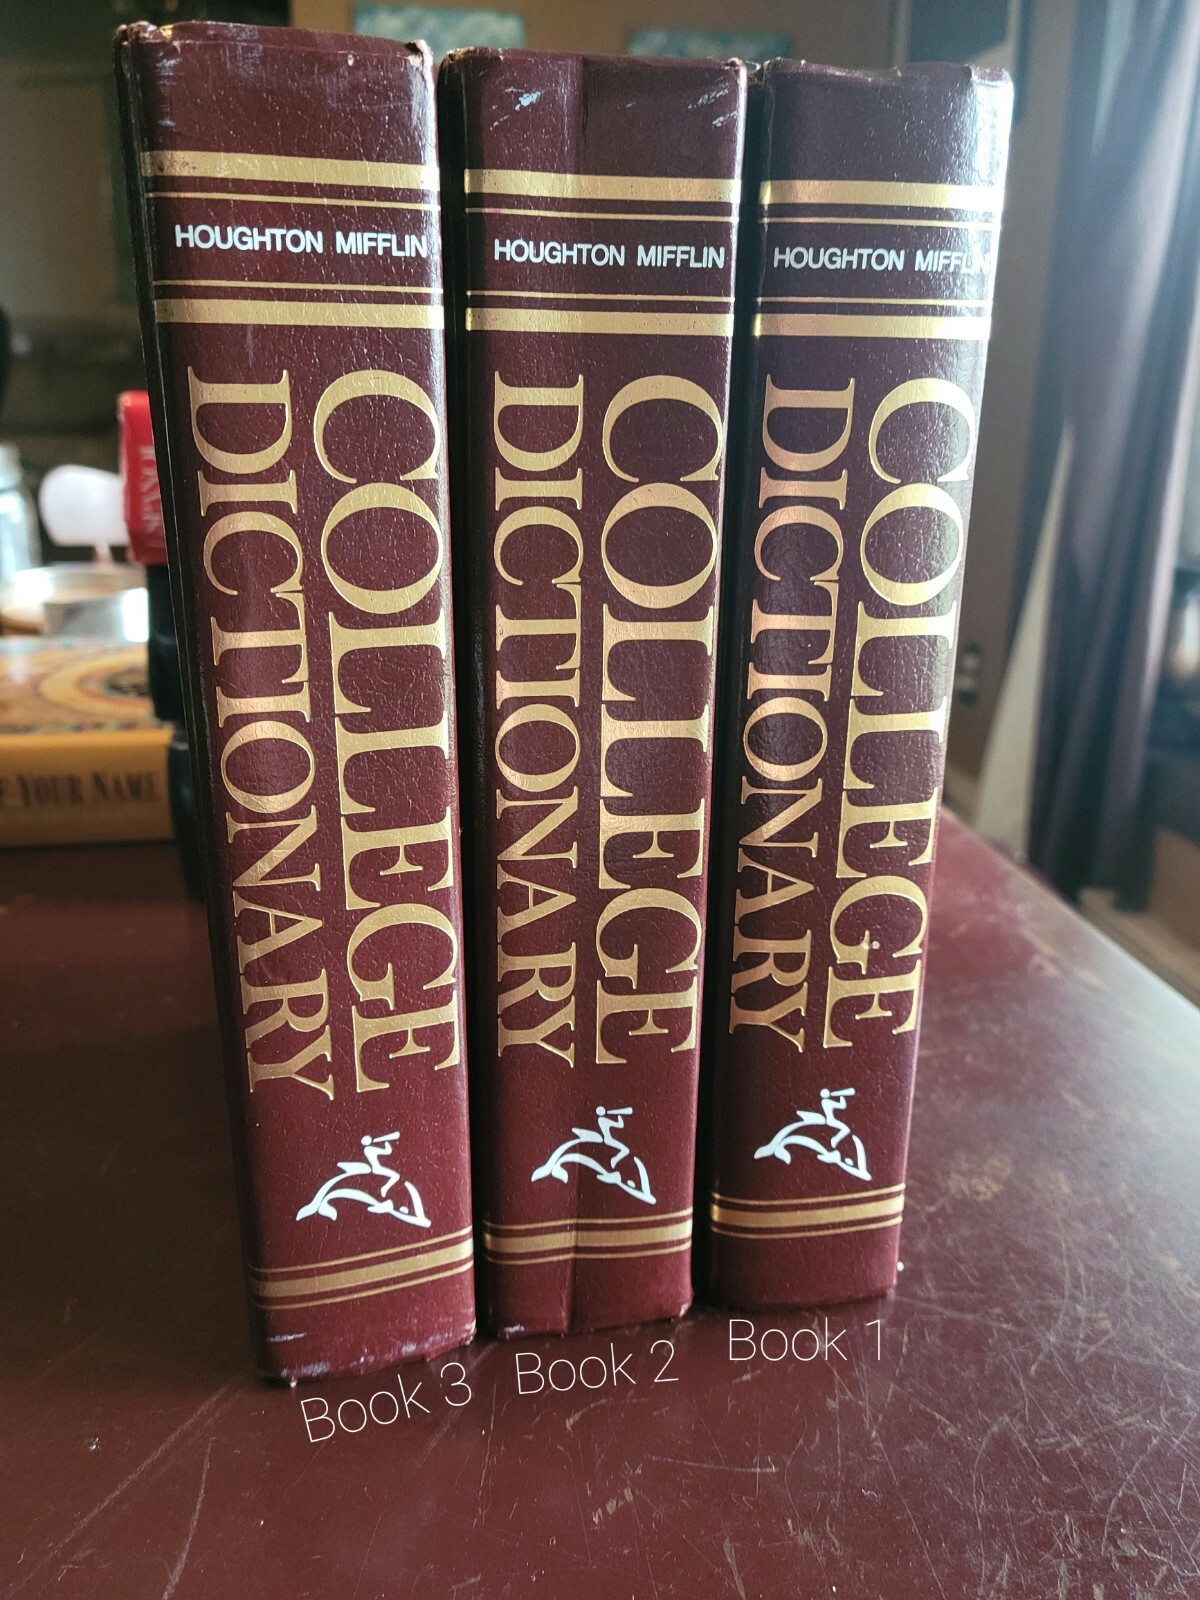 HOUGHTON MIFFLIN
COLLEGE
DICTIONARY
HOUGHTON MIFFLIN
COLLEGE
DICTIONARY
HOUGHTON MIFFLIN
COLLEGE
DICTIONARY
YOUR NAME
Book 3
Book 2
Book 1